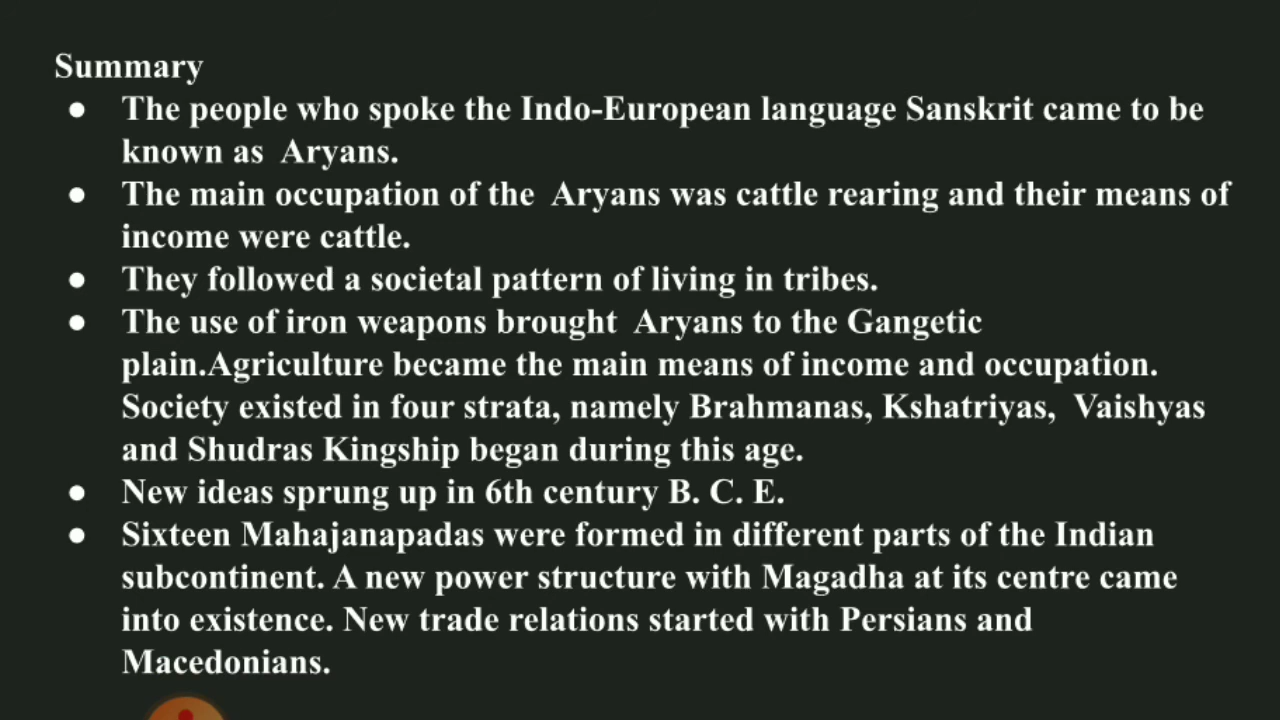 Summary
● The people who spoke the Indo-European language Sanskrit came to be
known as  Aryans.
● The main occupation of the  Aryans was cattle rearing and their means of
income were cattle.
● They followed a societal pattern of living in tribes.
● The use of iron weapons brought  Aryans to the Gangetic
plain.Agriculture became the main means of income and occupation.
Society existed in four strata, namely Brahmanas, Kshatriyas,  Vaishyas
and Shudras Kingship began during this age.
● New ideas sprung up in 6th century B. C. E.
● Sixteen Mahajanapadas were formed in different parts of the Indian
subcontinent. A new power structure with Magadha at its centre came
into existence. New trade relations started with Persians and
Macedonians.